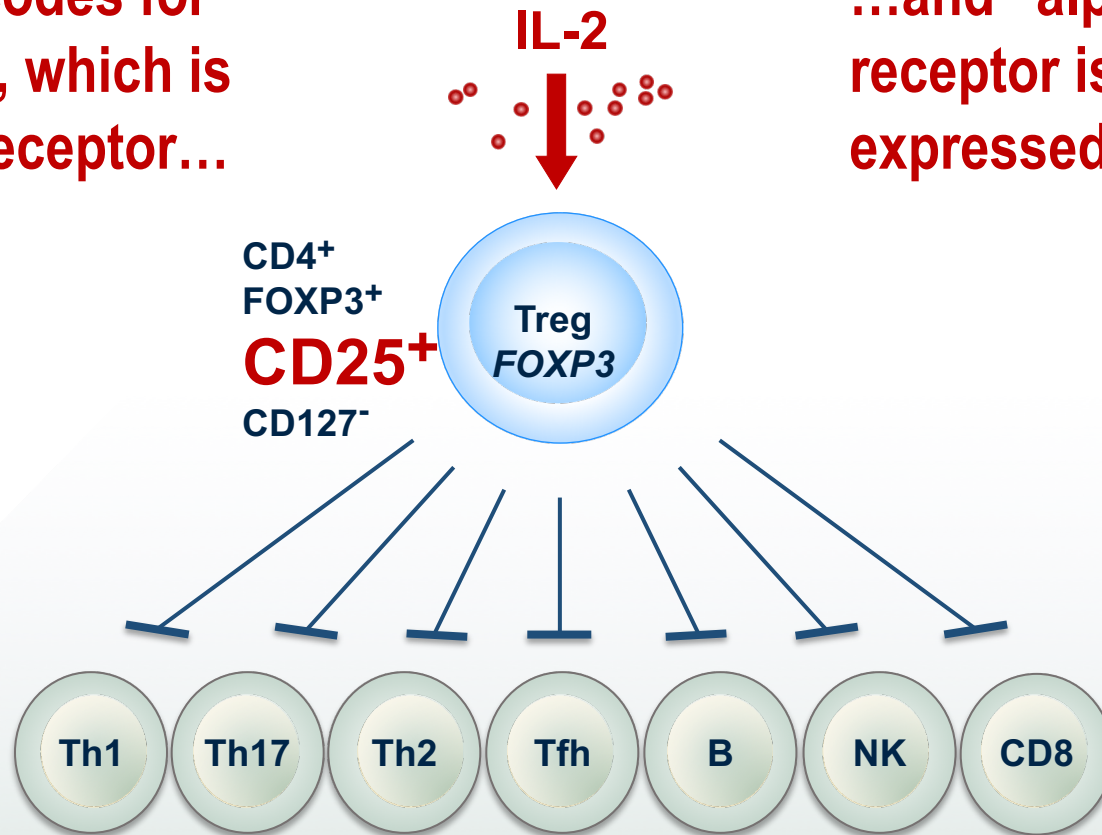 , which is
eceptor…
IL-2
…and
receptor is
expressed
CD4⁺
FOXP3⁺
CD25⁺
CD127⁻
Treg
FOXP3
Th1
Th17
Th2
Tfh
B
NK
CD8